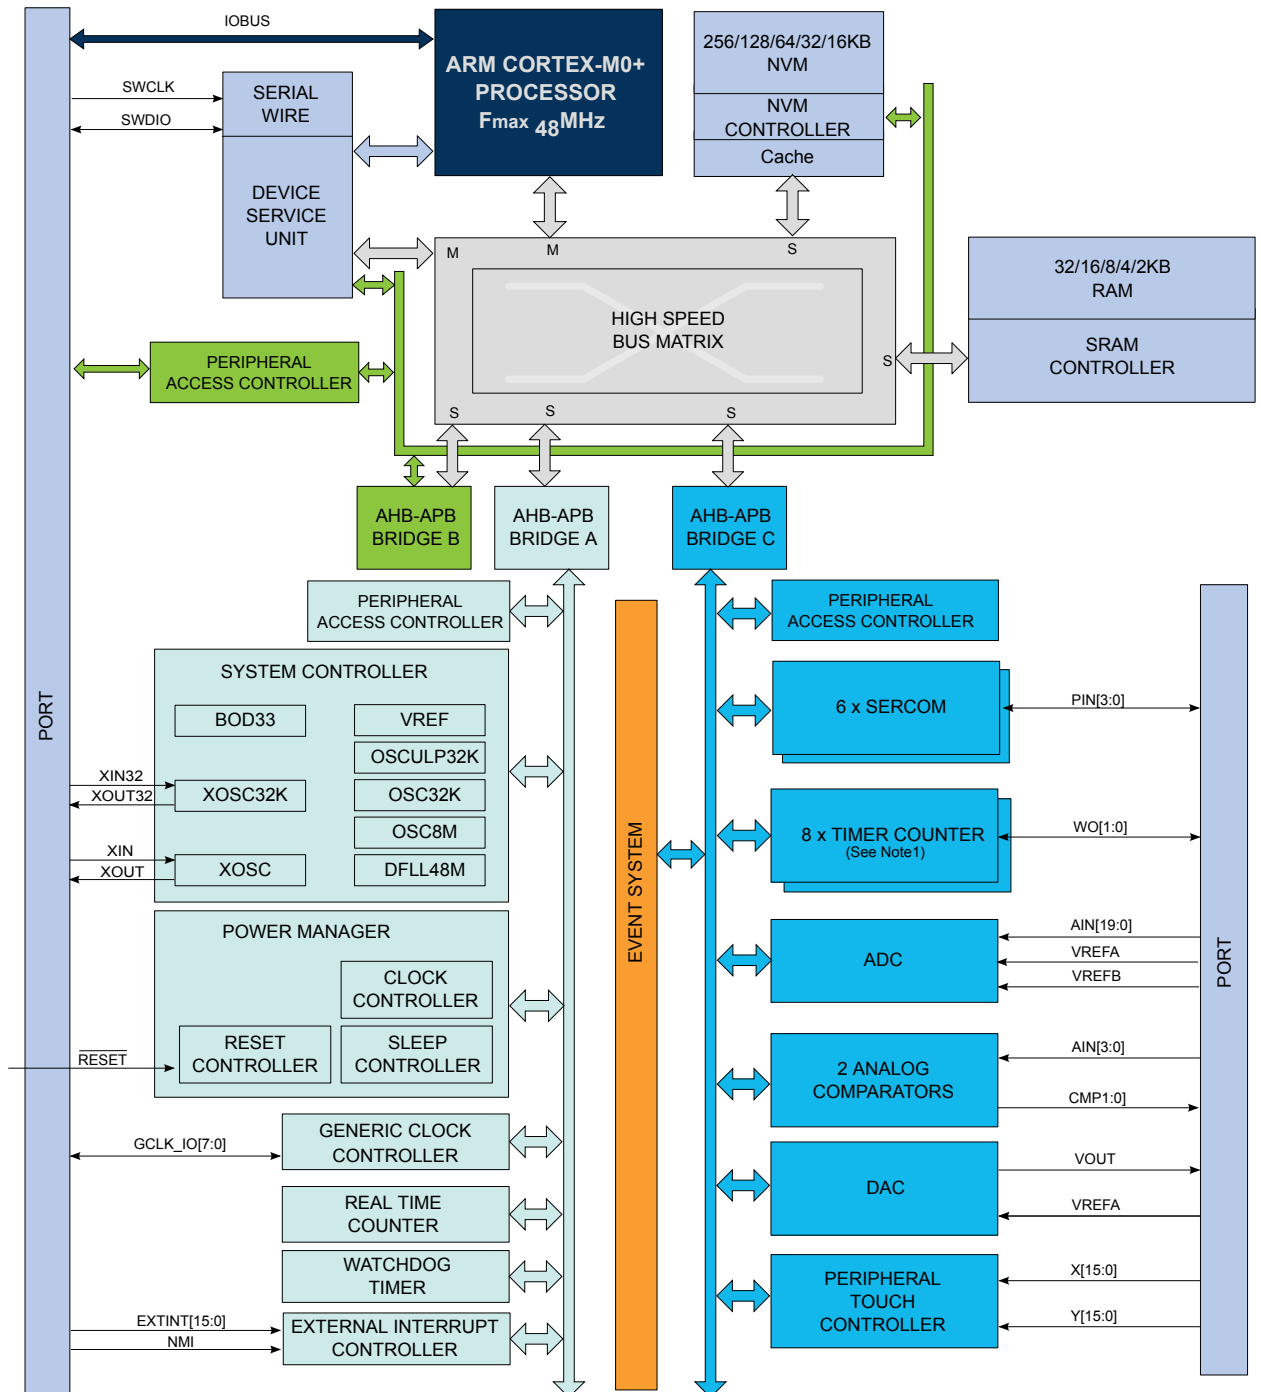 IOBUS
ARM CORTEX-M0+
PROCESSOR
Fmax 48MHz
256/128/64/32/16KB
NVM
NVM
CONTROLLER
Cache
SWCLK
SWDIO
SERIAL
WIRE
DEVICE
SERVICE
UNIT
M
M
S
HIGH SPEED
BUS MATRIX
S
S
S
S
32/16/8/4/2KB
RAM
SRAM
CONTROLLER
PERIPHERAL
ACCESS CONTROLLER
AHB-APB
BRIDGE B
AHB-APB
BRIDGE A
AHB-APB
BRIDGE C
PORT
PERIPHERAL
ACCESS CONTROLLER
SYSTEM CONTROLLER
BOD33
VREF
OSCULP32K
XIN32
XOUT32
XOSC32K
OSC32K
OSC8M
XIN
XOUT
XOSC
DFLL48M
POWER MANAGER
CLOCK
CONTROLLER
RESET
RESET
CONTROLLER
SLEEP
CONTROLLER
GCLK_IO[7:0]
GENERIC CLOCK
CONTROLLER
REAL TIME
COUNTER
WATCHDOG
TIMER
EXTINT[15:0]
NMI
EXTERNAL INTERRUPT
CONTROLLER
EVENT SYSTEM
PERIPHERAL
ACCESS CONTROLLER
6 x SERCOM
PIN[3:0]
8 x TIMER COUNTER
(See Note1)
WO[1:0]
ADC
AIN[19:0]
VREFA
VREFB
2 ANALOG
COMPARATORS
AIN[3:0]
CMP1:0]
DAC
VOUT
VREFA
PERIPHERAL
TOUCH
CONTROLLER
X[15:0]
Y[15:0]
PORT